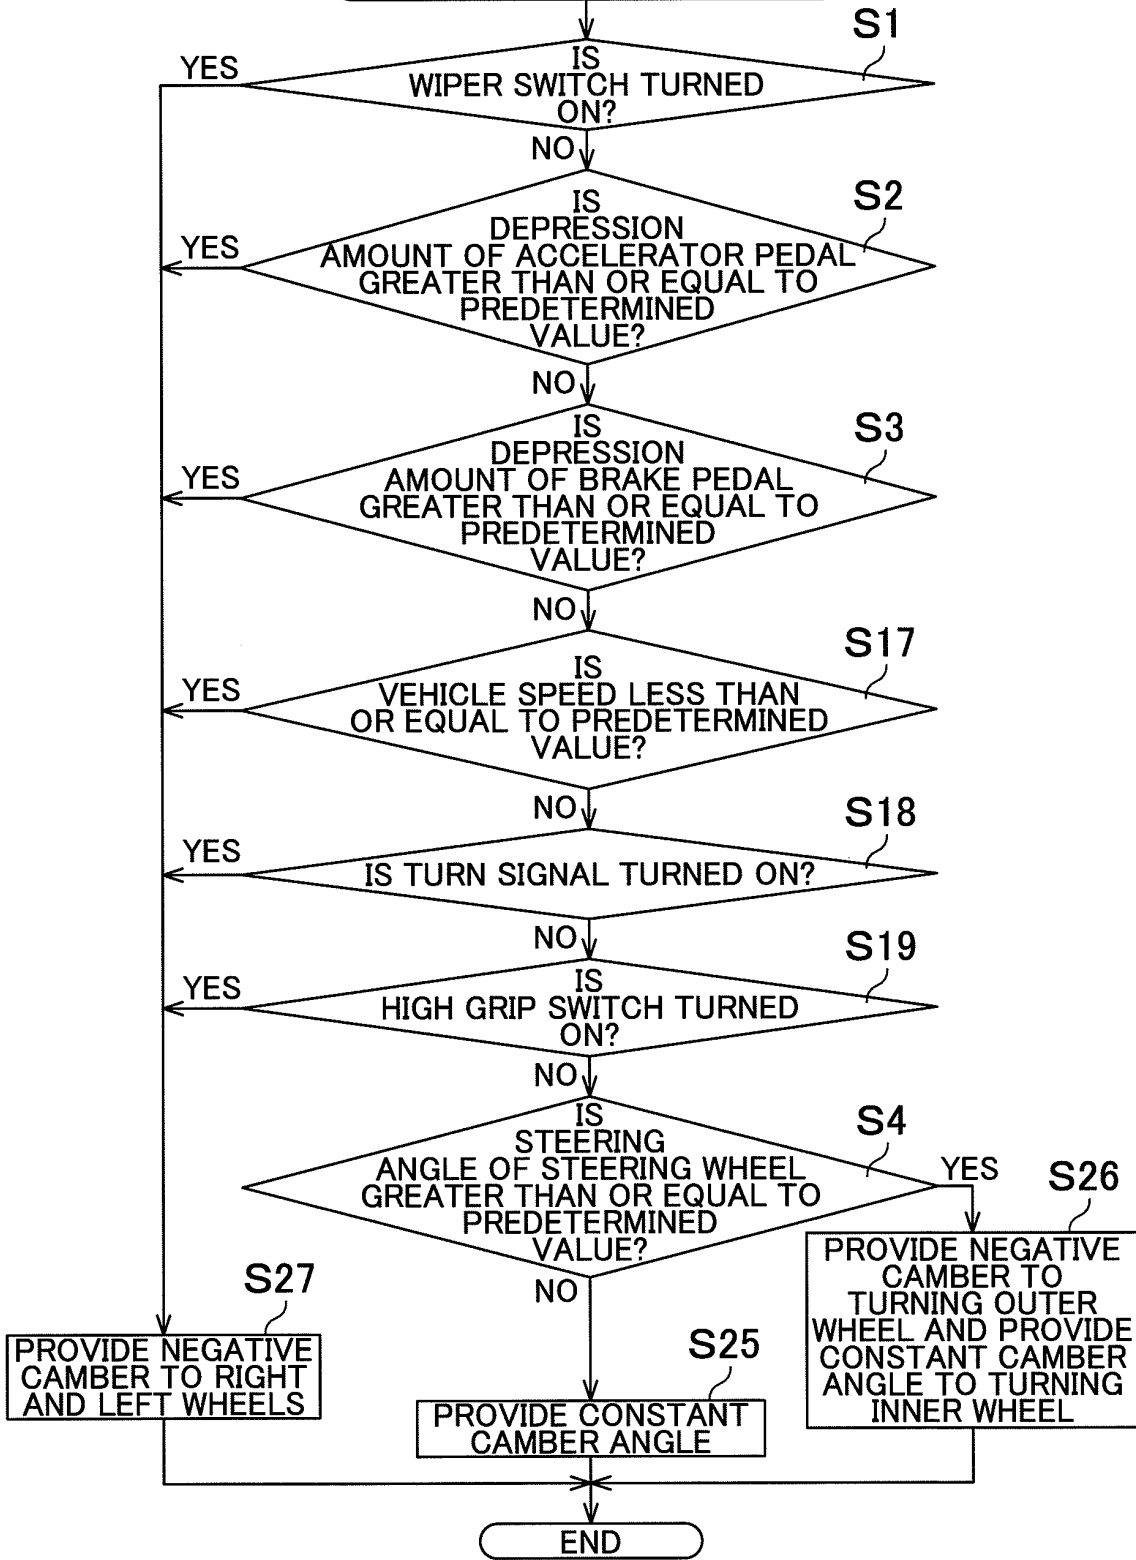 S1
IS
WIPER SWITCH TURNED
ON?
YES
NO
S2
IS
DEPRESSION
AMOUNT OF ACCELERATOR PEDAL
GREATER THAN OR EQUAL TO
PREDETERMINED
VALUE?
YES
NO
S3
IS
DEPRESSION
AMOUNT OF BRAKE PEDAL
GREATER THAN OR EQUAL TO
PREDETERMINED
VALUE?
YES
NO
S17
IS
VEHICLE SPEED LESS THAN
OR EQUAL TO PREDETERMINED
VALUE?
YES
NO
S18
IS TURN SIGNAL TURNED ON?
YES
NO
S19
IS
HIGH GRIP SWITCH TURNED
ON?
YES
NO
S4
IS
STEERING
ANGLE OF STEERING WHEEL
GREATER THAN OR EQUAL TO
PREDETERMINED
VALUE?
YES
NO
S26
PROVIDE NEGATIVE
CAMBER TO
TURNING OUTER
WHEEL AND PROVIDE
CONSTANT CAMBER
ANGLE TO TURNING
INNER WHEEL
S27
PROVIDE NEGATIVE
CAMBER TO RIGHT
AND LEFT WHEELS
S25
PROVIDE CONSTANT
CAMBER ANGLE
END